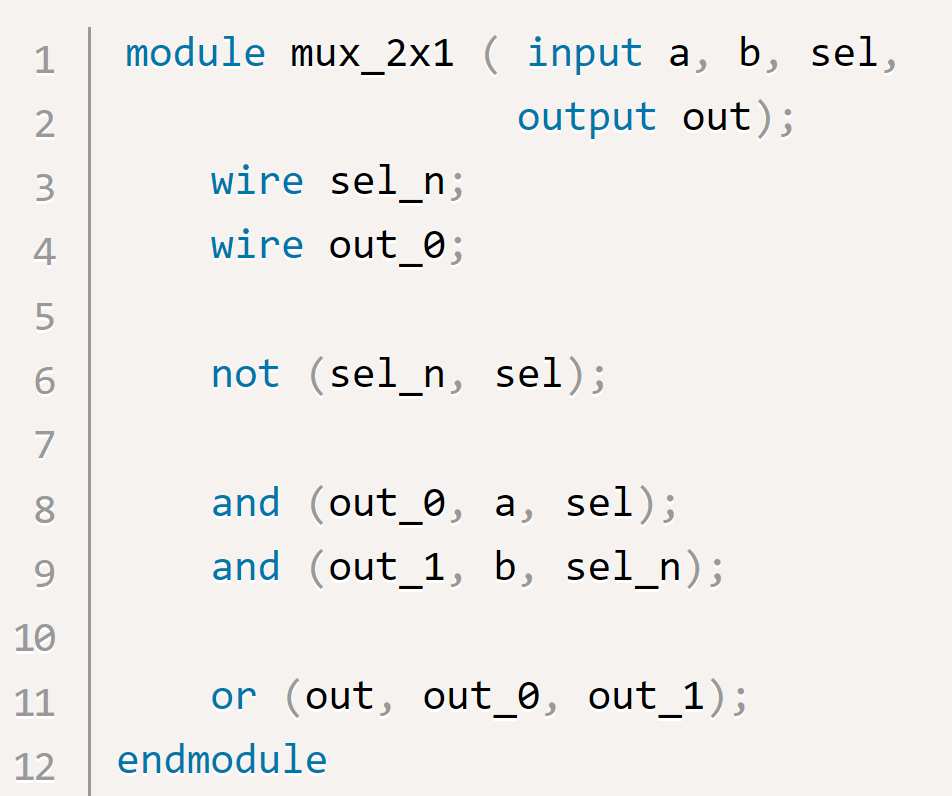 1 module mux_2x1 ( input a, b, sel,
2 output out);
3 wire sel_n;
4 wire out_0;
5
6 not (sel_n, sel);
7
8 and (out_0, a, sel);
9 and (out_1, b, sel_n);
10
11 or (out, out_0, out_1);
12 endmodule